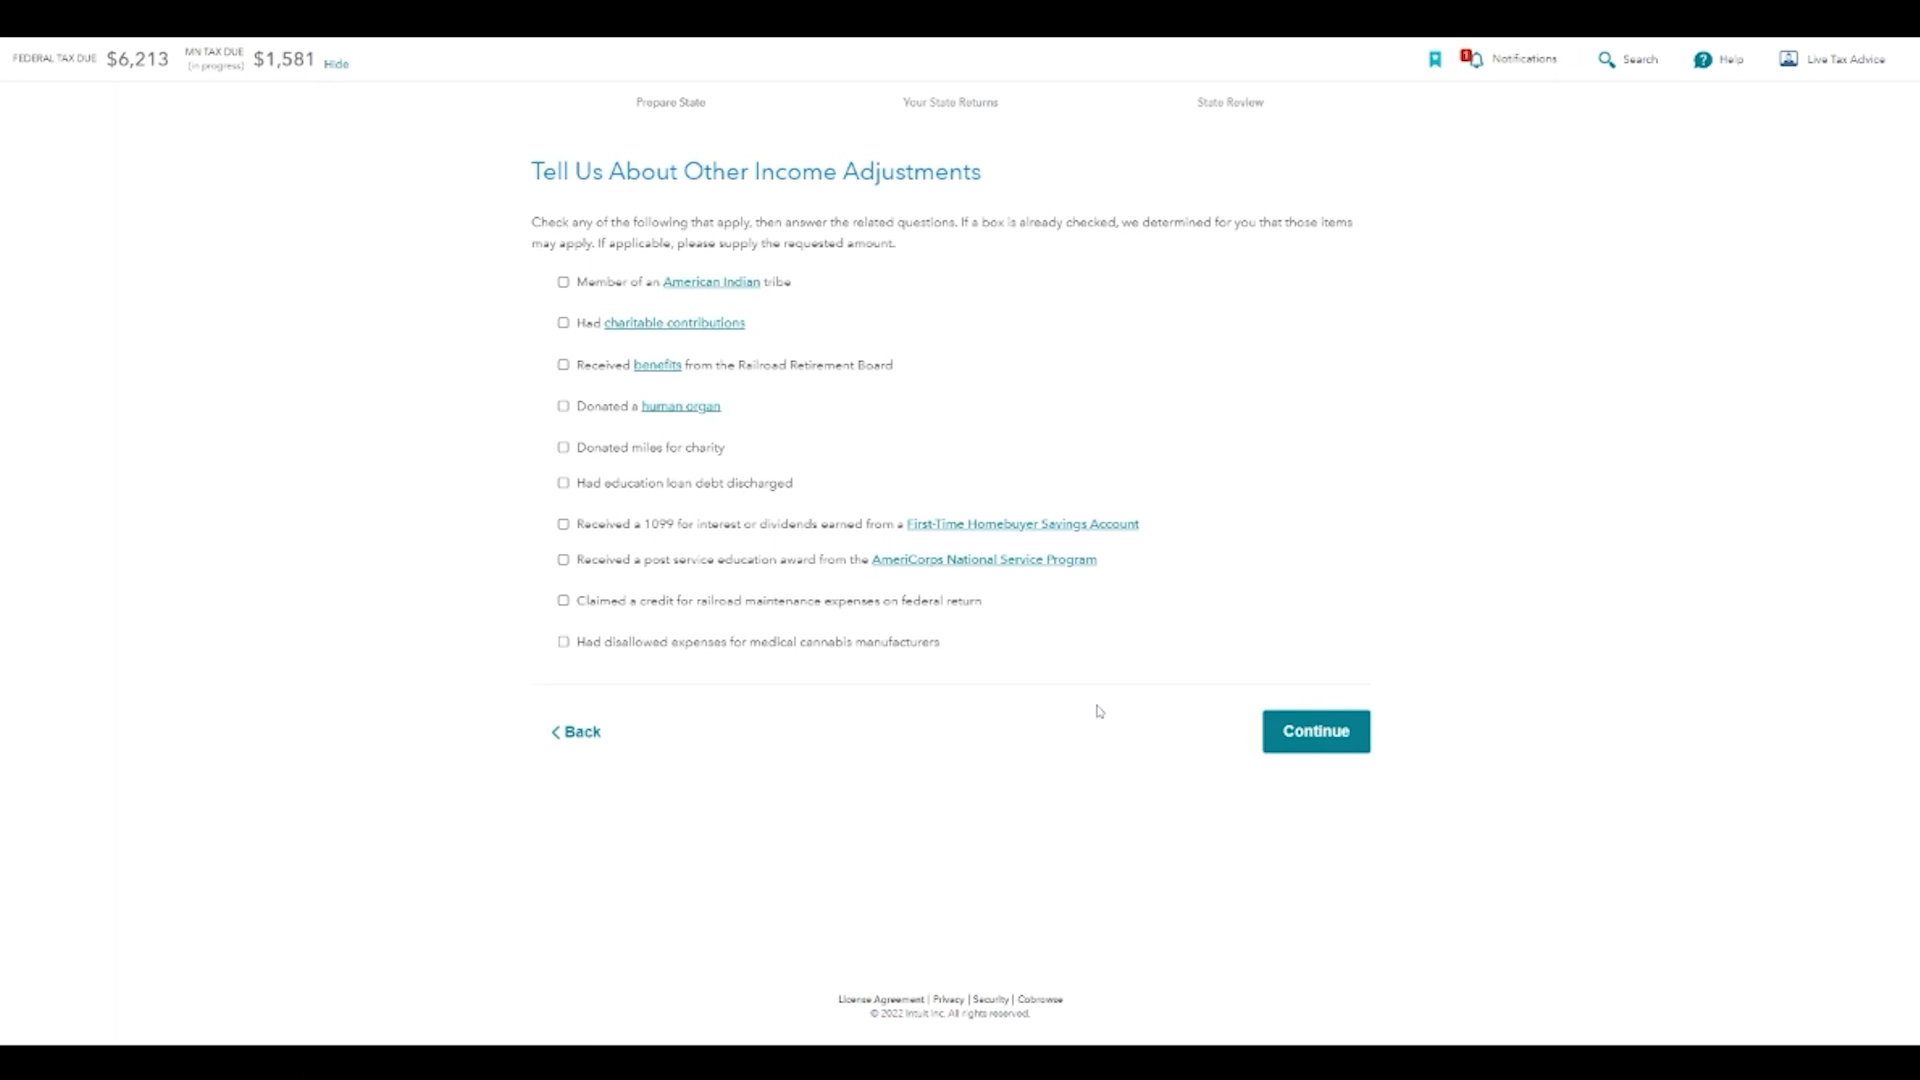 FEDERAL TAX DUE $6,213 MN TAX DUE (in progress) $1,581 Hide
1 Notifications Search ? Help Live Tax Advice
Prepare State Your State Returns State Review
Tell Us About Other Income Adjustments
Check any of the following that apply, then answer the related questions. If a box is already checked, we determined for you that those items
may apply. If applicable, please supply the requested amount.
Member of an American Indian tribe
Had charitable contributions
Received benefits from the Railroad Retirement Board
Donated a human organ
Donated miles for charity
Had education loan debt discharged
Received a 1099 for interest or dividends earned from a First-Time Homebuyer Savings Account
Received a post service education award from the AmeriCorps National Service Program
Claimed a credit for railroad maintenance expenses on federal return
Had disallowed expenses for medical cannabis manufacturers
Back Continue
License Agreement | Privacy | Security | Cobrowse
© 2022 Intuit Inc. All rights reserved.